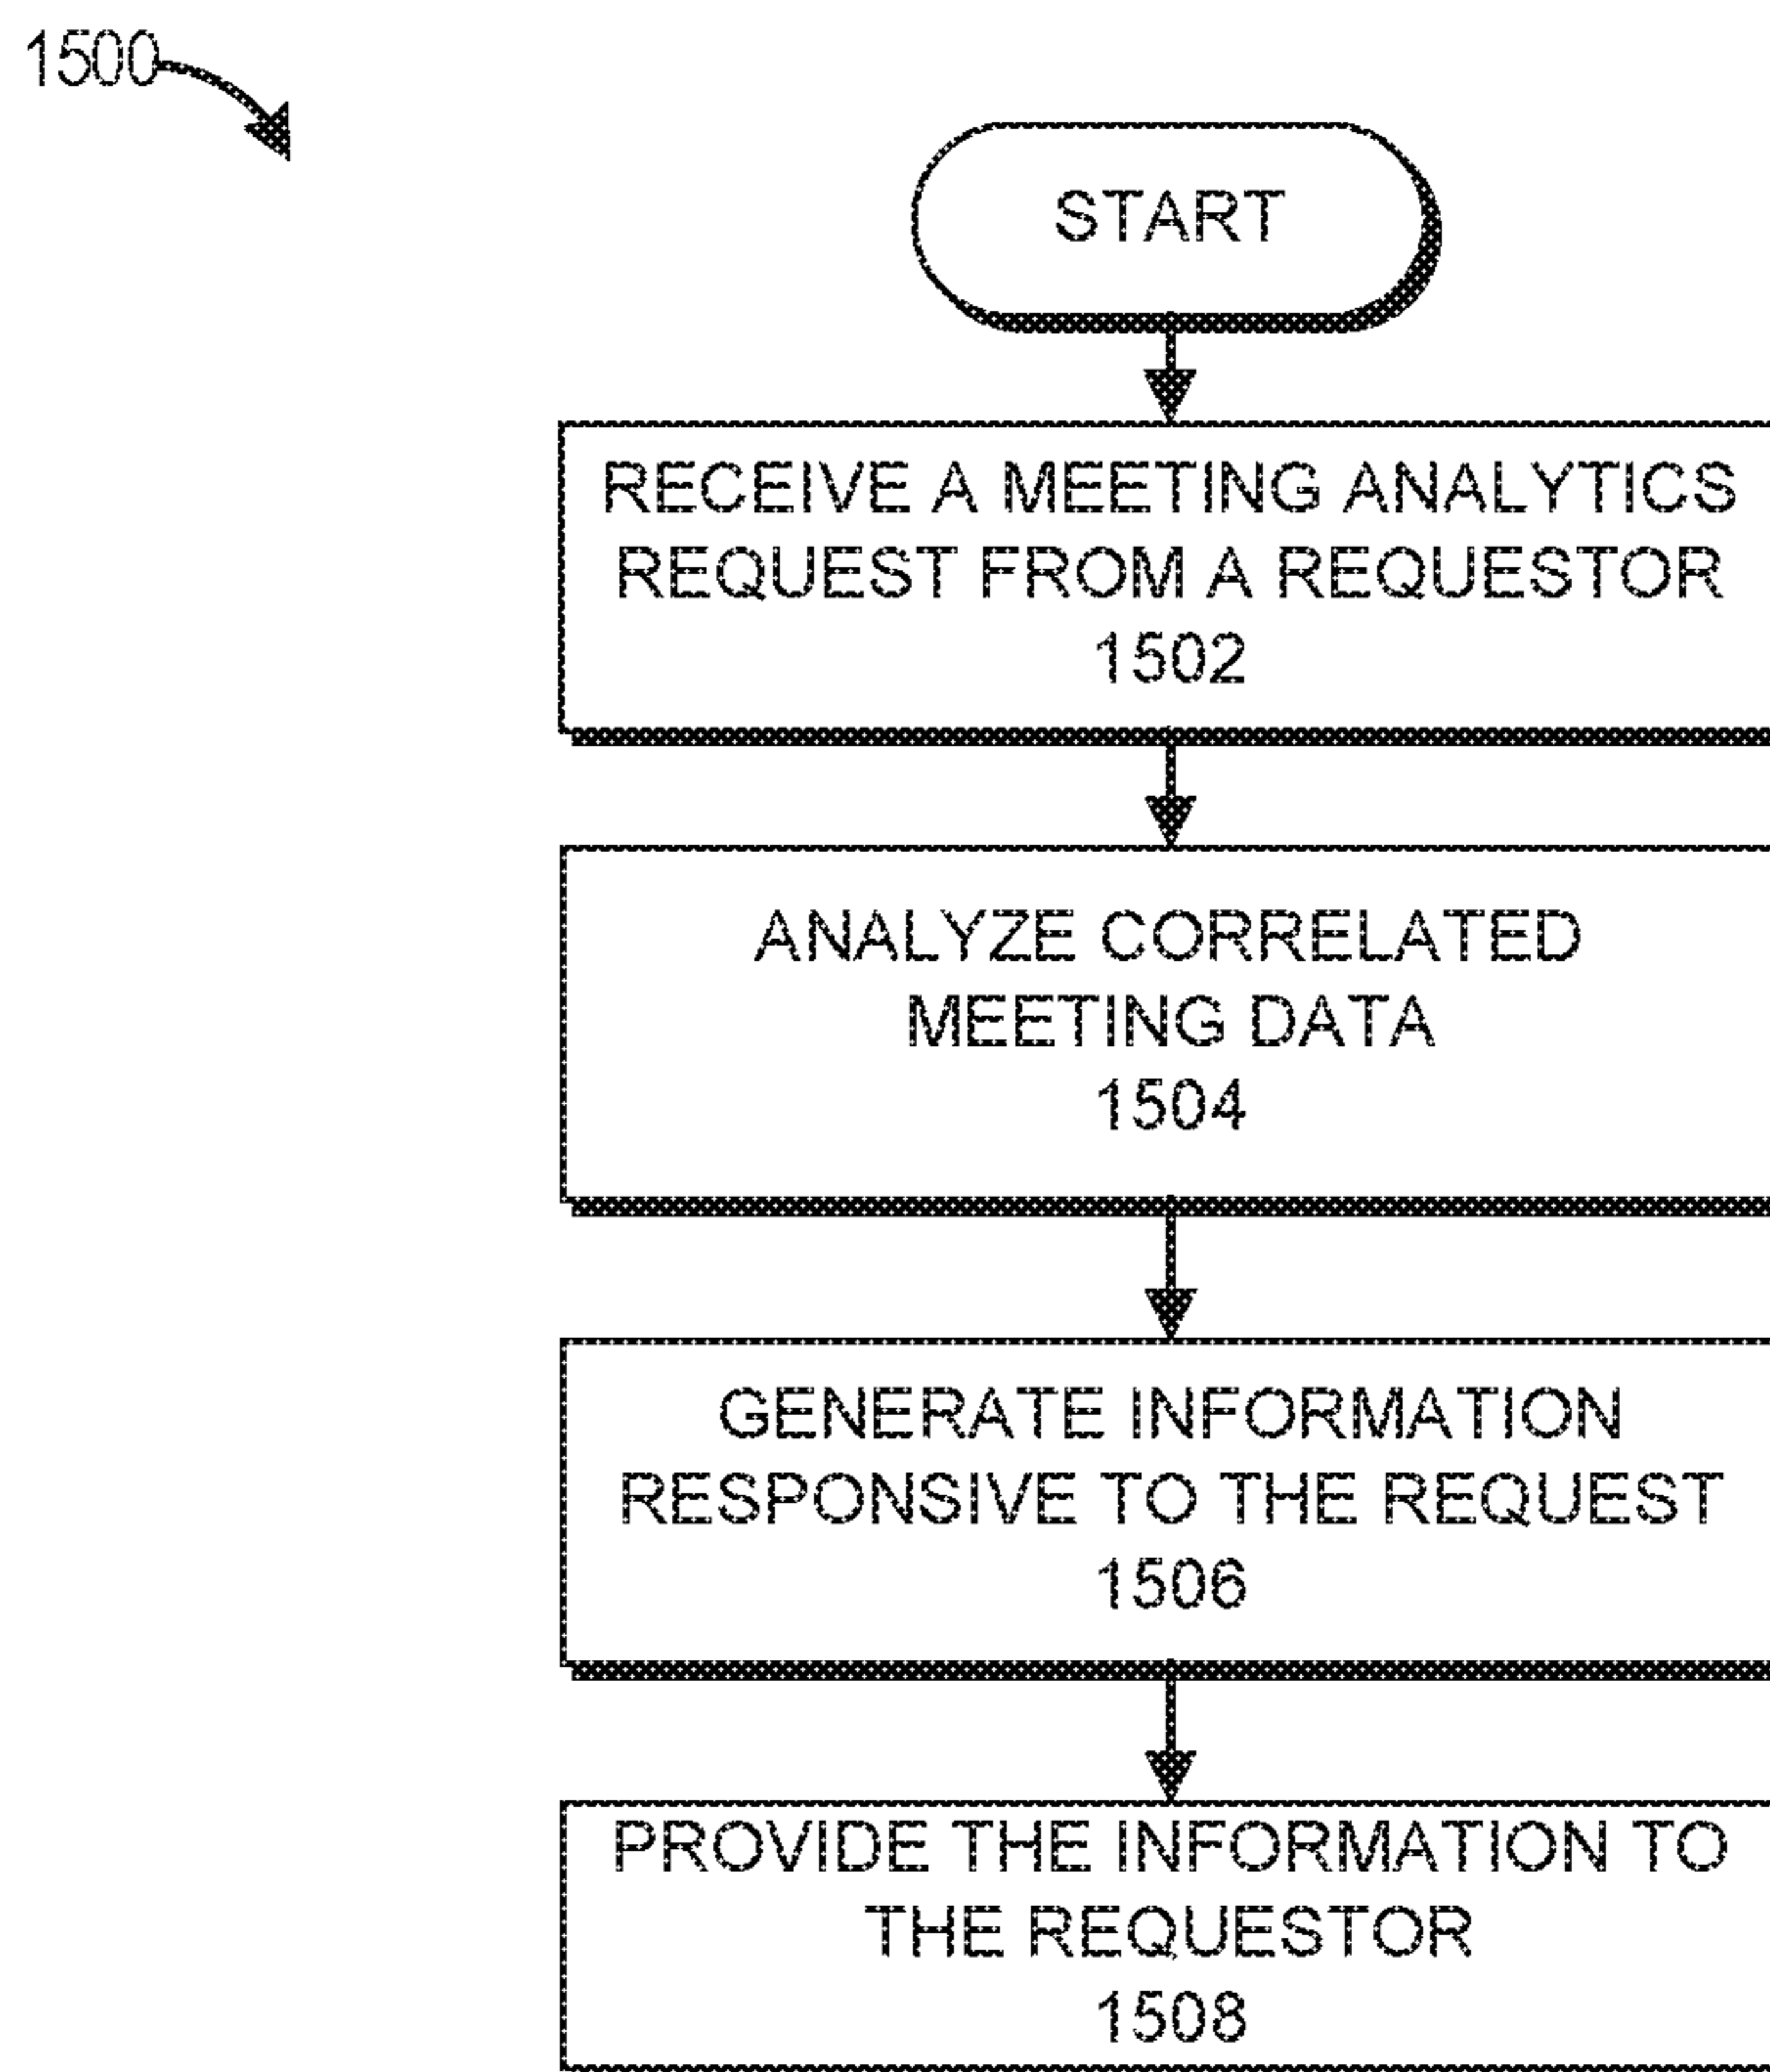 1500
START
RECEIVE A MEETING ANALYTICS
REQUEST FROM A REQUESTOR
1502
ANALYZE CORRELATED
MEETING DATA
1504
GENERATE INFORMATION
RESPONSIVE TO THE REQUEST
1506
PROVIDE THE INFORMATION TO
THE REQUESTOR
1508